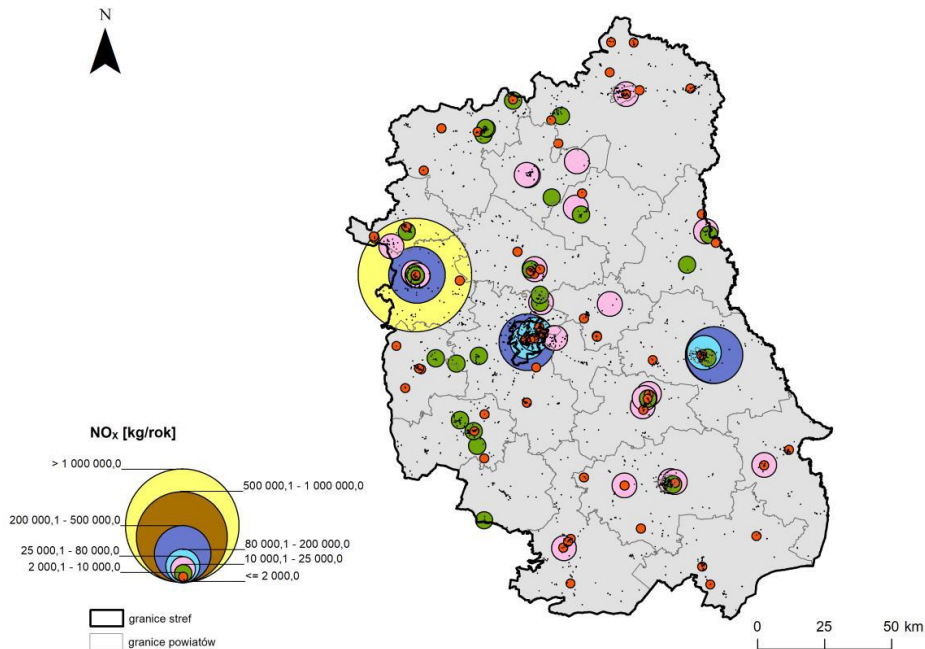 N
NOx [kg/rok]
> 1 000 000,0
500 000,1 - 1 000 000,0
200 000,1 - 500 000,0
80 000,1 - 200 000,0
25 000,1 - 80 000,0
10 000,1 - 25 000,0
2 000,1 - 10 000,0
<= 2 000,0
granice stref
granice powiatów
0 25 50 km